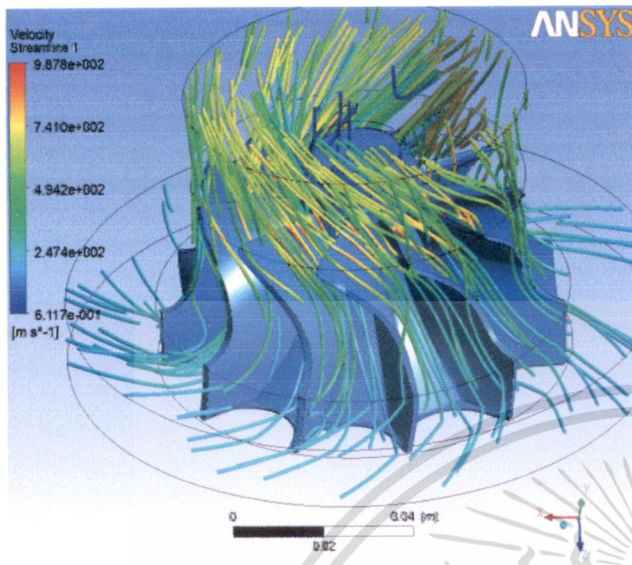 ANSYS
Velocity
Streamline 1
9.878e+002
7.410e+002
4.942e+002
2.474e+002
6.117e-001
[m s^-1]
0 0.04 (m)
0.02
X
Y
Z